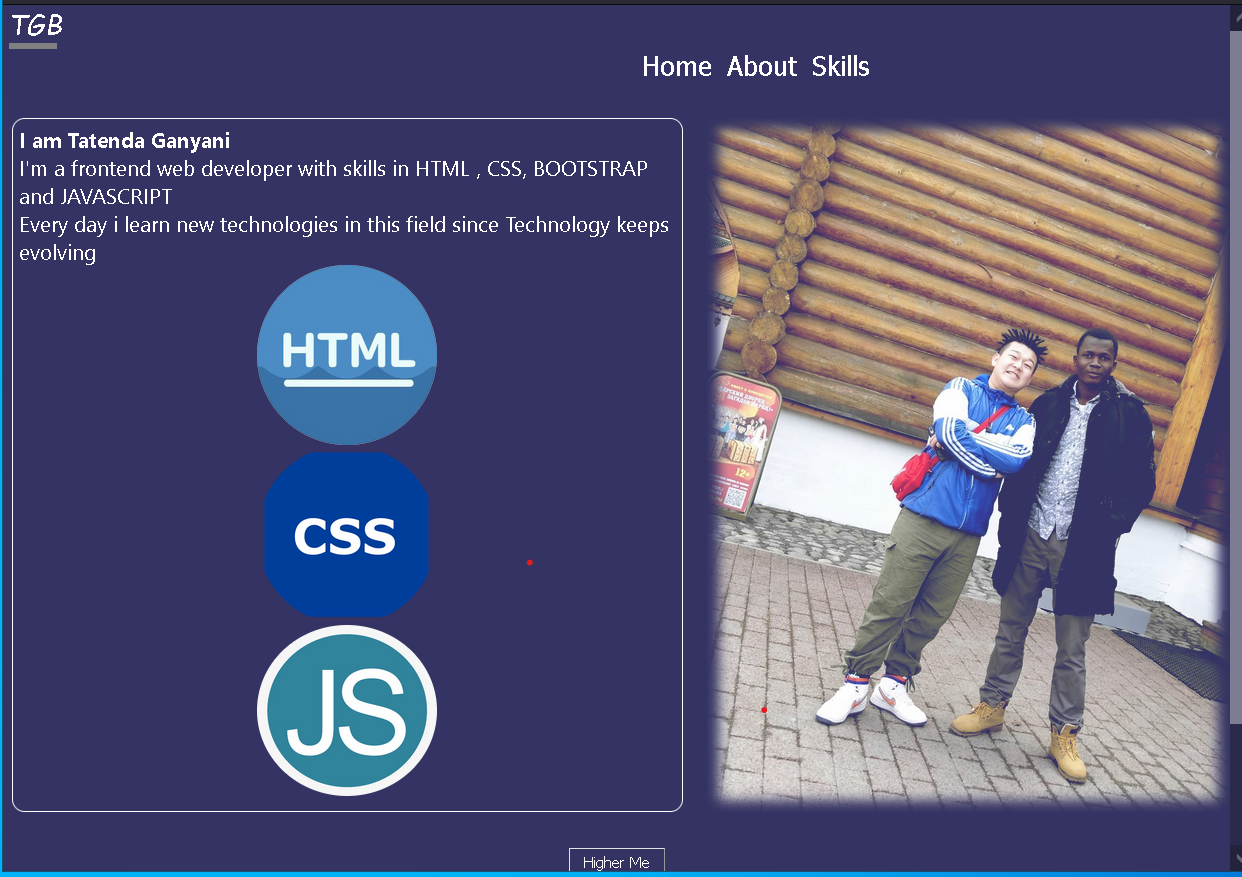 TGB
Home About Skills
I am Tatenda Ganyani
I'm a frontend web developer with skills in HTML , CSS, BOOTSTRAP
and JAVASCRIPT
Every day i learn new technologies in this field since Technology keeps
evolving
HTML
CSS
JS
12+
Higher Me